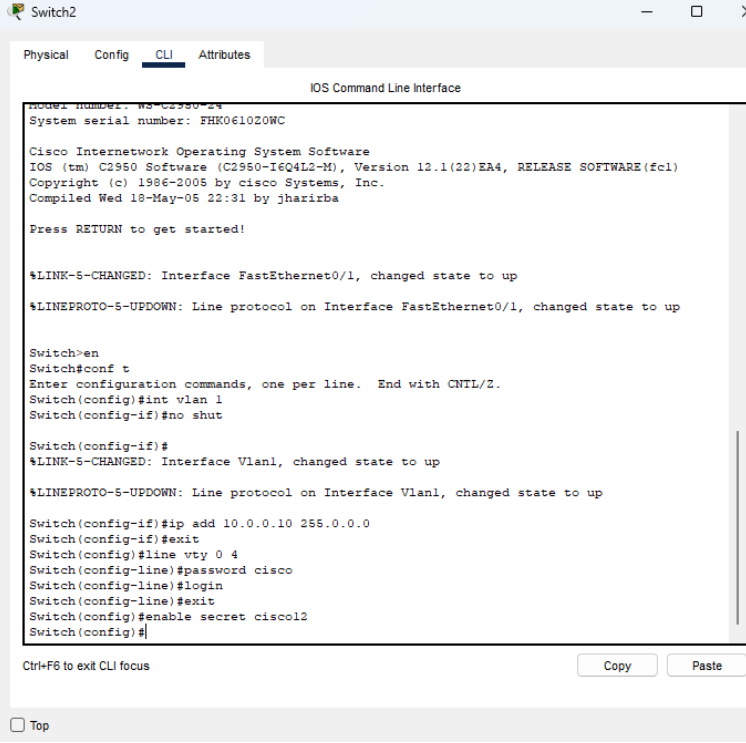 Switch2
Physical Config CLI Attributes
IOS Command Line Interface
Model number: WS-C2950-24
System serial number: FHK0610Z0WC
Cisco Internetwork Operating System Software
IOS (tm) C2950 Software (C2950-I6Q4L2-M), Version 12.1(22)EA4, RELEASE SOFTWARE(fc1)
Copyright (c) 1986-2005 by cisco Systems, Inc.
Compiled Wed 18-May-05 22:31 by jharirba
Press RETURN to get started!
%LINK-5-CHANGED: Interface FastEthernet0/1, changed state to up
%LINEPROTO-5-UPDOWN: Line protocol on Interface FastEthernet0/1, changed state to up
Switch>en
Switch#conf t
Enter configuration commands, one per line.  End with CNTL/Z.
Switch(config)#int vlan 1
Switch(config-if)#no shut
Switch(config-if)#
%LINK-5-CHANGED: Interface Vlan1, changed state to up
%LINEPROTO-5-UPDOWN: Line protocol on Interface Vlan1, changed state to up
Switch(config-if)#ip add 10.0.0.10 255.0.0.0
Switch(config-if)#exit
Switch(config)#line vty 0 4
Switch(config-line)#password cisco
Switch(config-line)#login
Switch(config-line)#exit
Switch(config)#enable secret cisco12
Switch(config)#
Ctrl+F6 to exit CLI focus
Copy Paste
Top